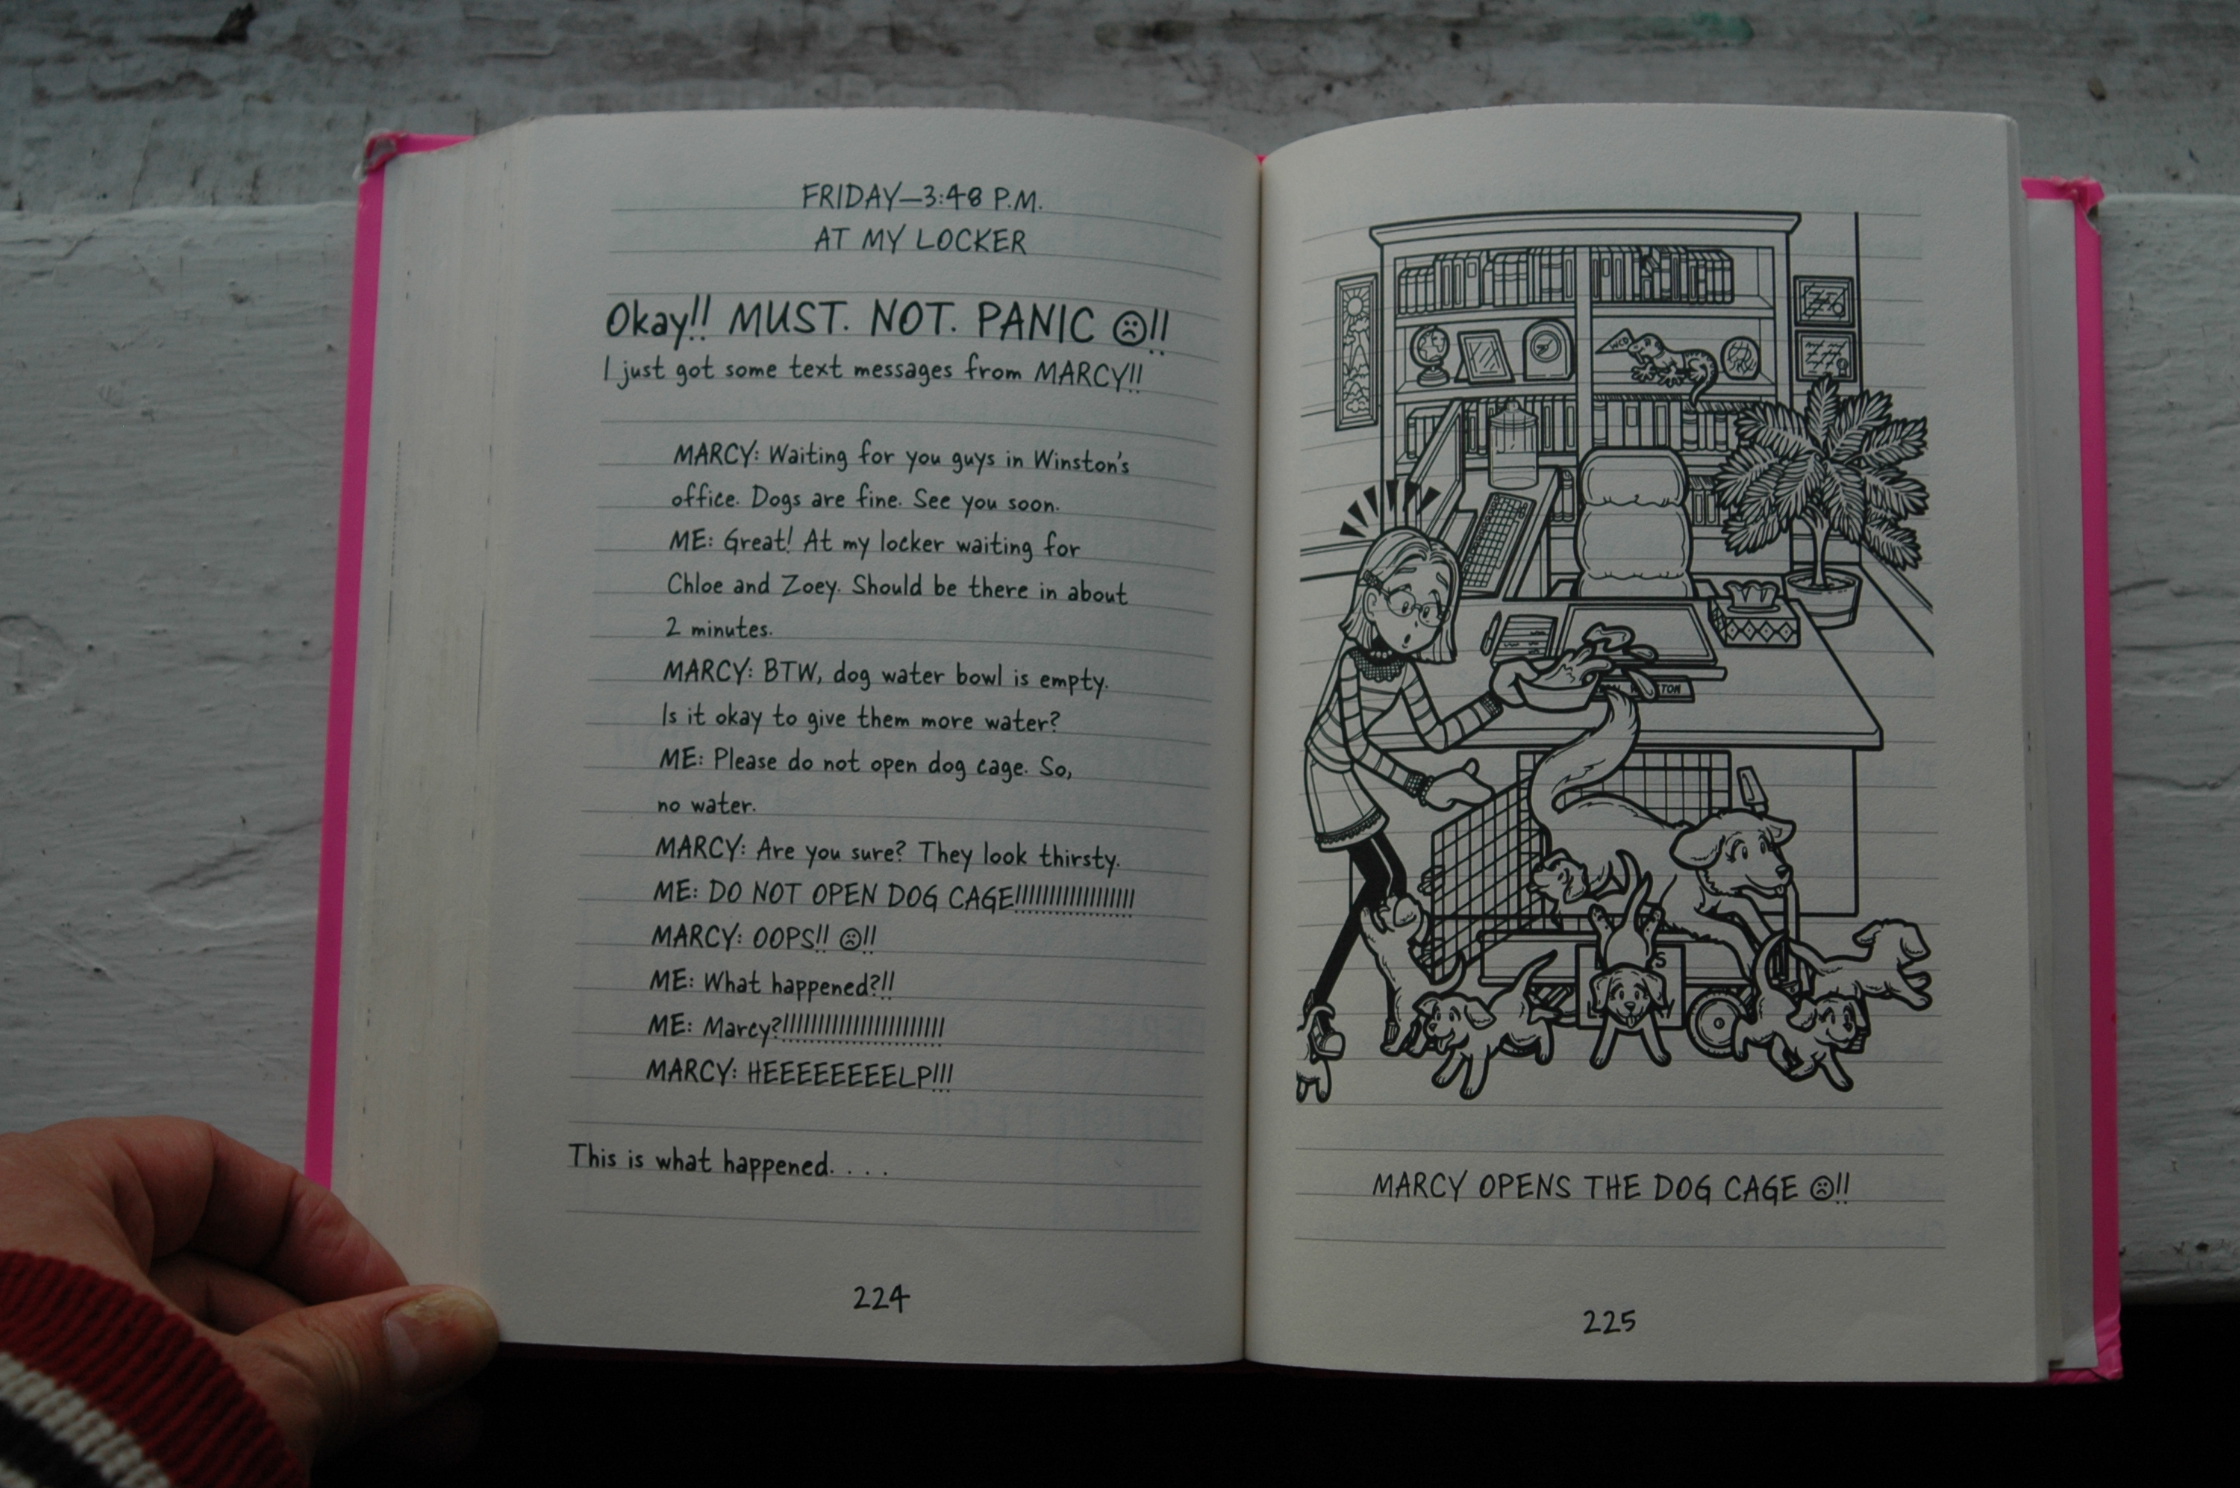 FRIDAY—3:48 P.M.
AT MY LOCKER
Okay!! MUST. NOT. PANIC ☹!!
I just got some text messages from MARCY!!
MARCY: Waiting for you guys in Winston's
office. Dogs are fine. See you soon.
ME: Great! At my locker waiting for
Chloe and Zoey. Should be there in about
2 minutes.
MARCY: BTW, dog water bowl is empty.
Is it okay to give them more water?
ME: Please do not open dog cage. So,
no water.
MARCY: Are you sure? They look thirsty.
ME: DO NOT OPEN DOG CAGE!!!!!!!!!!!!!!!!!!!
MARCY: OOPS!! ☹!!
ME: What happened?!!
ME: Marcy?!!!!!!!!!!!!!!!!!!!!!!!
MARCY: HEEEEEEEELP!!!
This is what happened. . . .
224
WCD
TON
S
MARCY OPENS THE DOG CAGE ☹!!
225